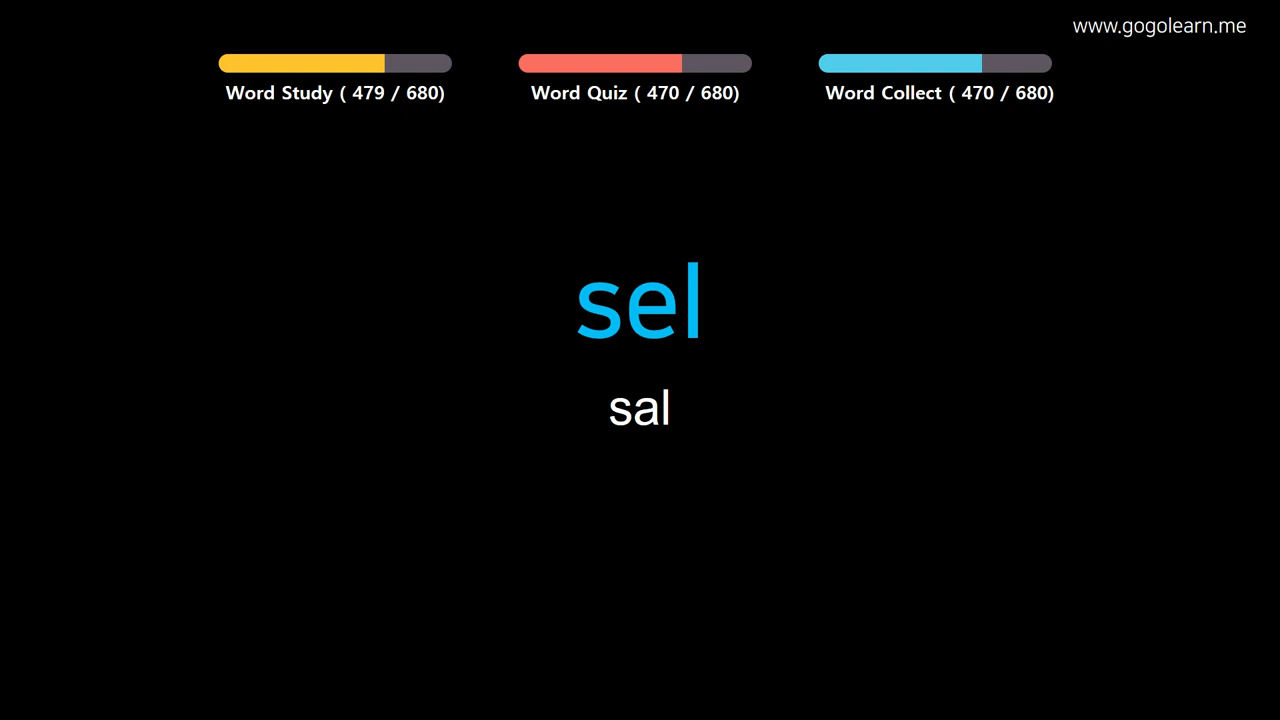 www.gogolearn.me
Word Study ( 479 / 680)
Word Quiz ( 470 / 680)
Word Collect ( 470 / 680)
sel
sal